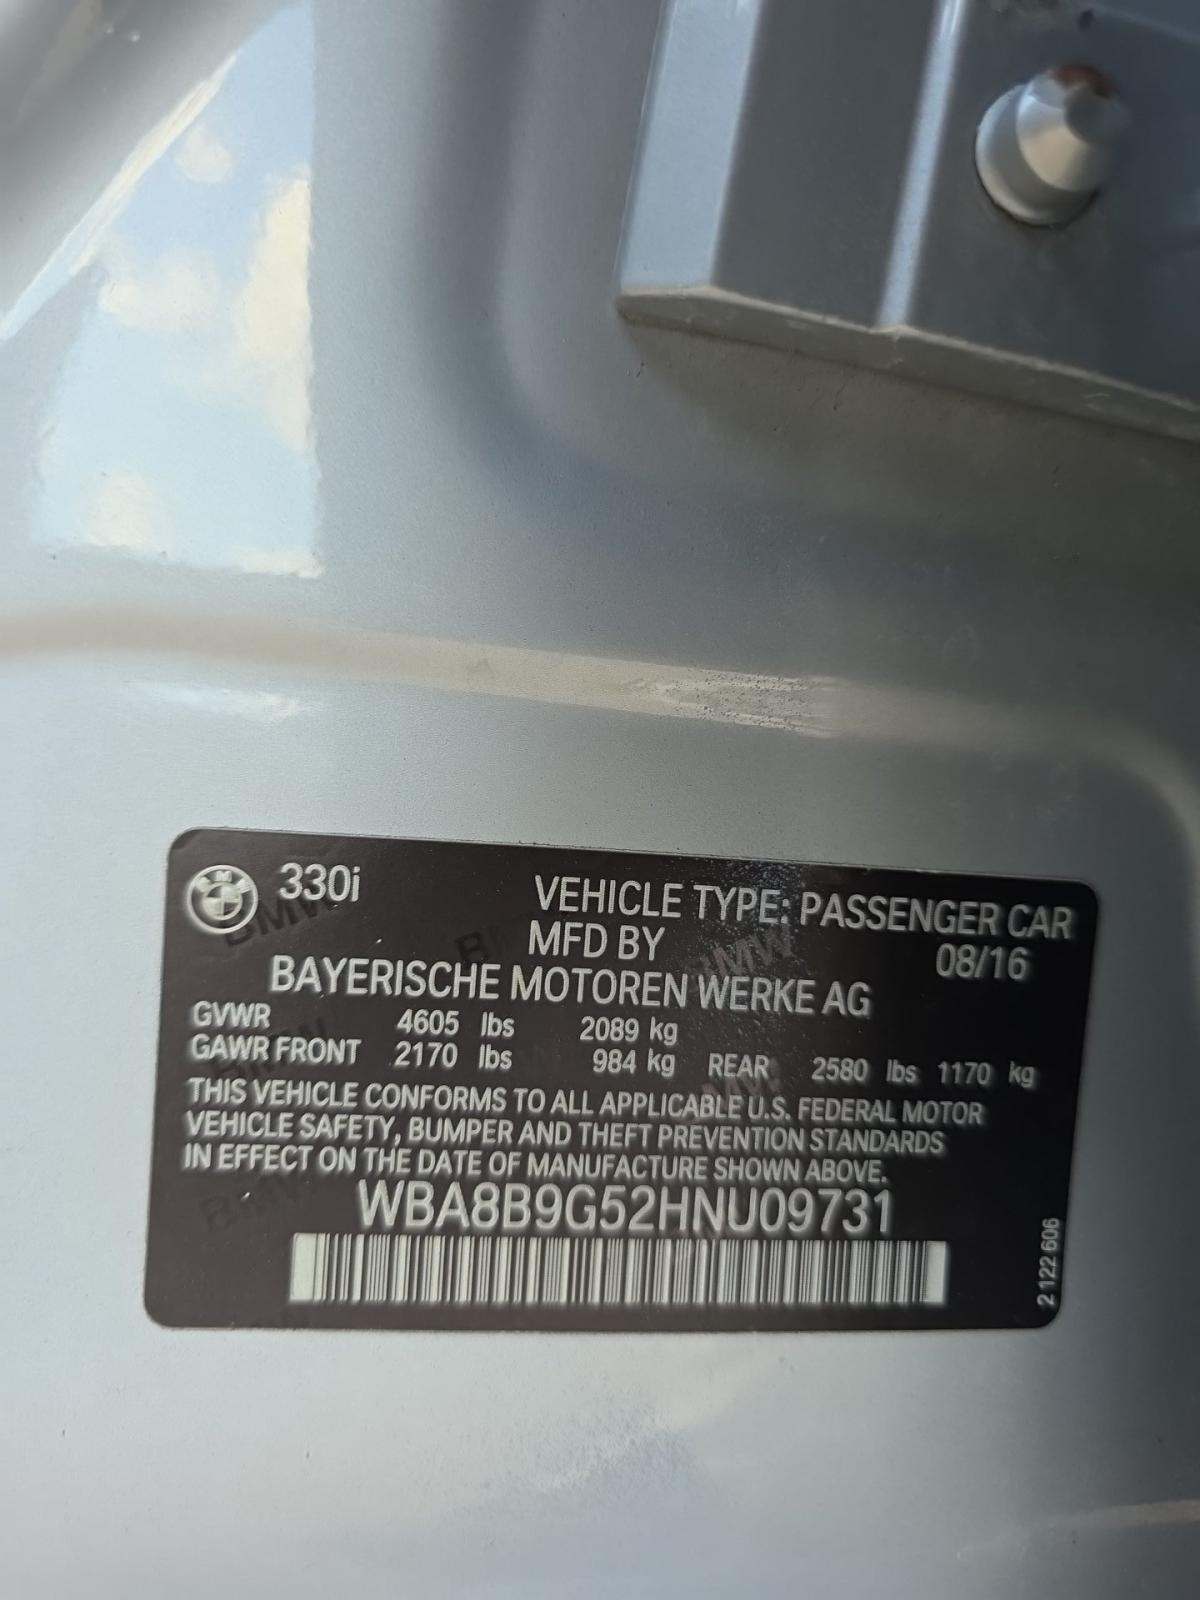 330i
VEHICLE TYPE: PASSENGER CAR
MFD BY 08/16
BAYERISCHE MOTOREN WERKE AG
GVWR 4605 lbs 2089 kg
GAWR FRONT 2170 lbs 984 kg REAR 2580 lbs 1170 kg
THIS VEHICLE CONFORMS TO ALL APPLICABLE U.S. FEDERAL MOTOR
VEHICLE SAFETY, BUMPER AND THEFT PREVENTION STANDARDS
IN EFFECT ON THE DATE OF MANUFACTURE SHOWN ABOVE.
WBA8B9G52HNU09731
2 122 606